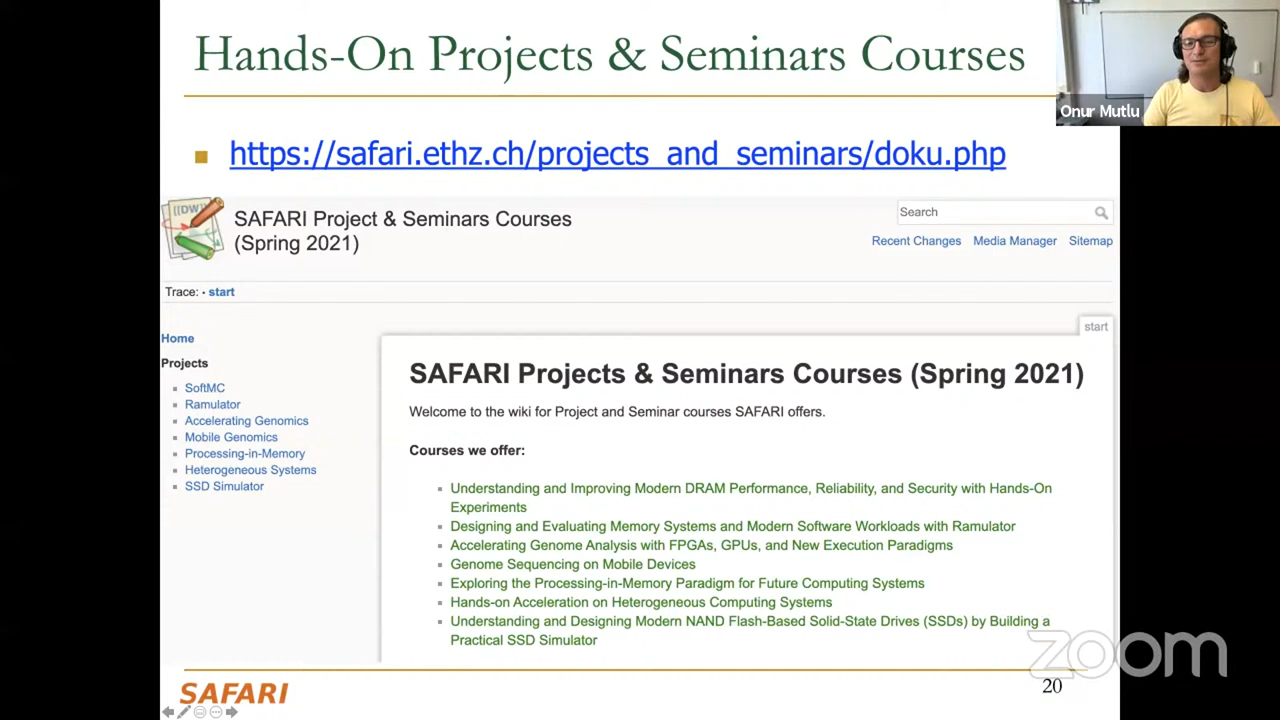 Hands-On Projects & Seminars Courses
Onur Mutlu
https://safari.ethz.ch/projects_and_seminars/doku.php
((DW))
SAFARI Project & Seminars Courses
(Spring 2021)
Search
Recent Changes Media Manager Sitemap
Trace: • start
start
Home
Projects
SoftMC
Ramulator
Accelerating Genomics
Mobile Genomics
Processing-in-Memory
Heterogeneous Systems
SSD Simulator
SAFARI Projects & Seminars Courses (Spring 2021)
Welcome to the wiki for Project and Seminar courses SAFARI offers.
Courses we offer:
Understanding and Improving Modern DRAM Performance, Reliability, and Security with Hands-On
Experiments
Designing and Evaluating Memory Systems and Modern Software Workloads with Ramulator
Accelerating Genome Analysis with FPGAs, GPUs, and New Execution Paradigms
Genome Sequencing on Mobile Devices
Exploring the Processing-in-Memory Paradigm for Future Computing Systems
Hands-on Acceleration on Heterogeneous Computing Systems
Understanding and Designing Modern NAND Flash-Based Solid-State Drives (SSDs) by Building a
Practical SSD Simulator
zoom
SAFARI
20